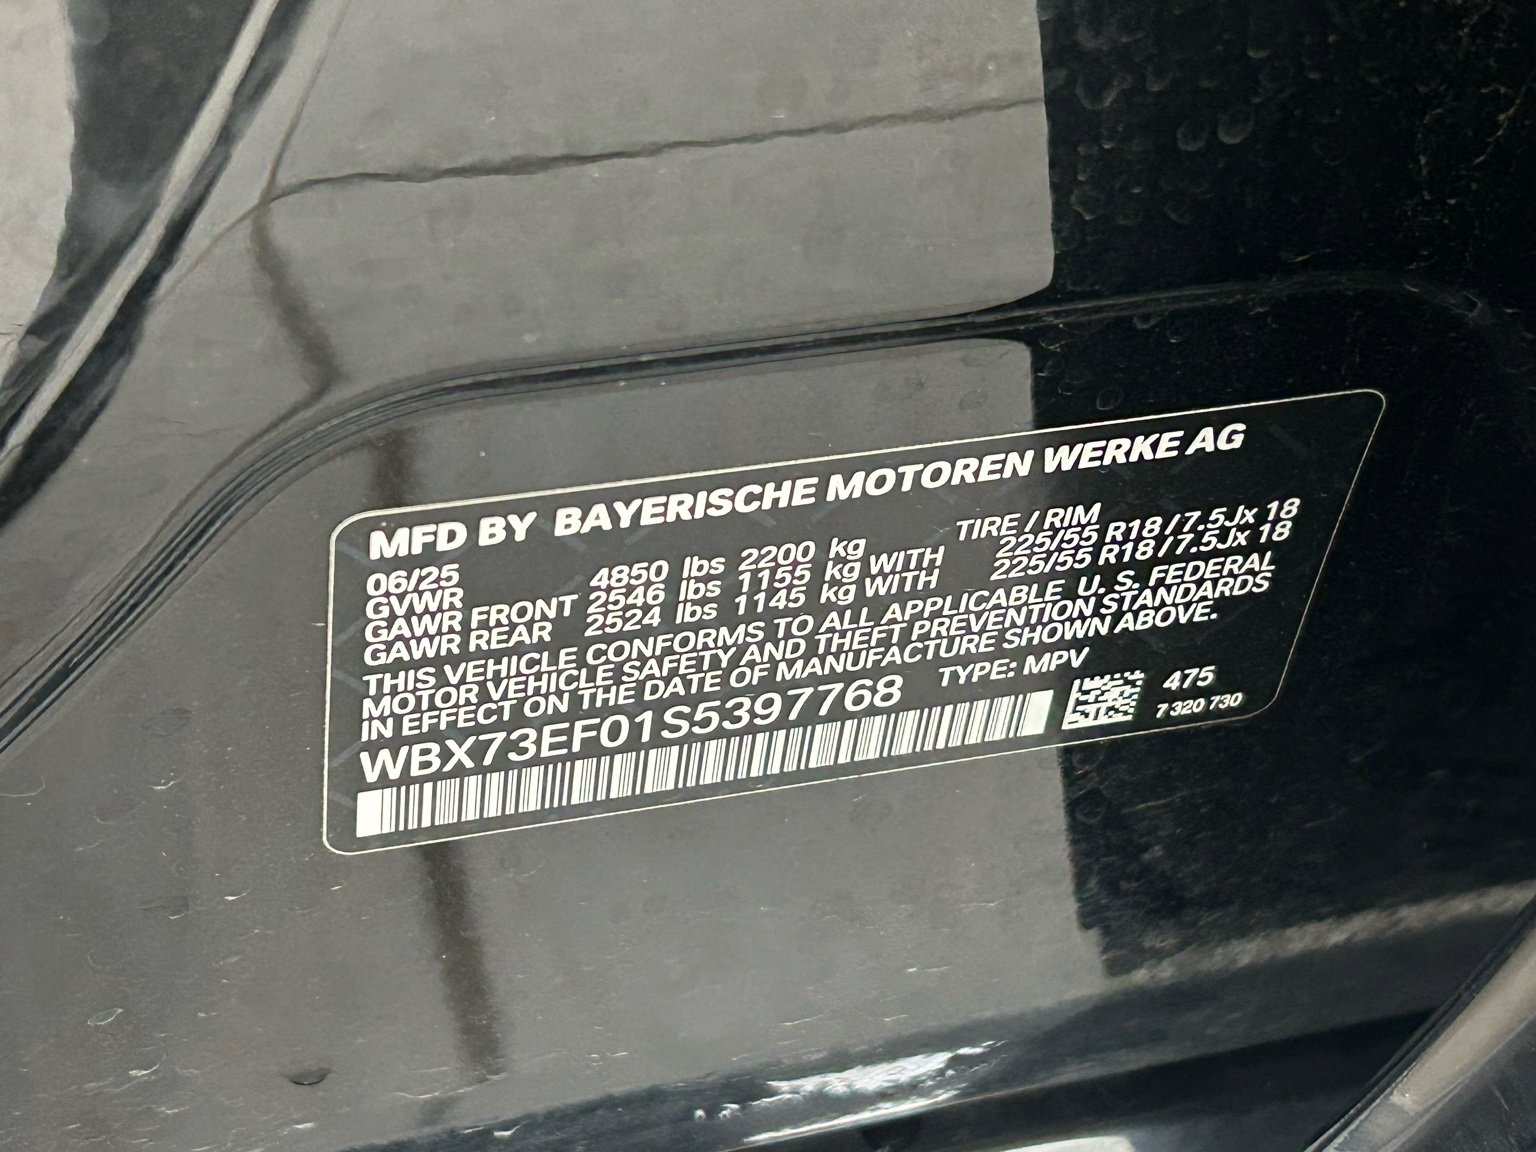 MFD BY BAYERISCHE MOTOREN WERKE AG
06/25 TIRE / RIM
GVWR 4850 lbs 2200 kg
GAWR FRONT 2546 lbs 1155 kg WITH 225/55 R18 / 7.5Jx 18
GAWR REAR 2524 lbs 1145 kg WITH 225/55 R18 / 7.5Jx 18
THIS VEHICLE CONFORMS TO ALL APPLICABLE U. S. FEDERAL
MOTOR VEHICLE SAFETY AND THEFT PREVENTION STANDARDS
IN EFFECT ON THE DATE OF MANUFACTURE SHOWN ABOVE.
WBX73EF01S5397768 TYPE: MPV
475
7 320 730